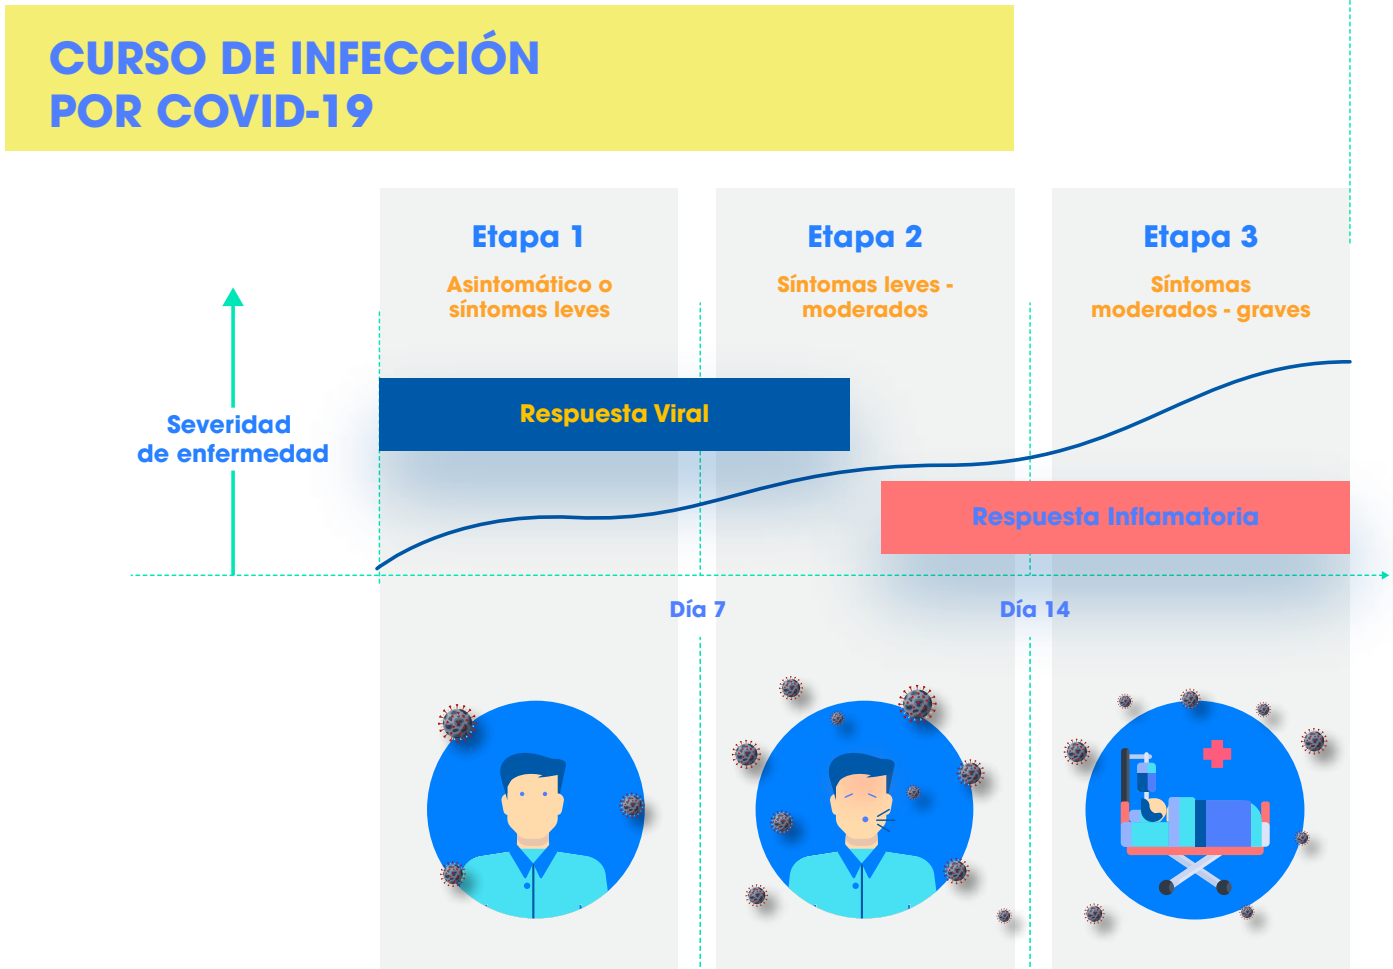 CURSO DE INFECCIÓN
POR COVID-19
Etapa 1
Asintomático o
síntomas leves
Etapa 2
Síntomas leves -
moderados
Etapa 3
Síntomas
moderados - graves
Severidad
de enfermedad
Respuesta Viral
Respuesta Inflamatoria
Día 7
Día 14